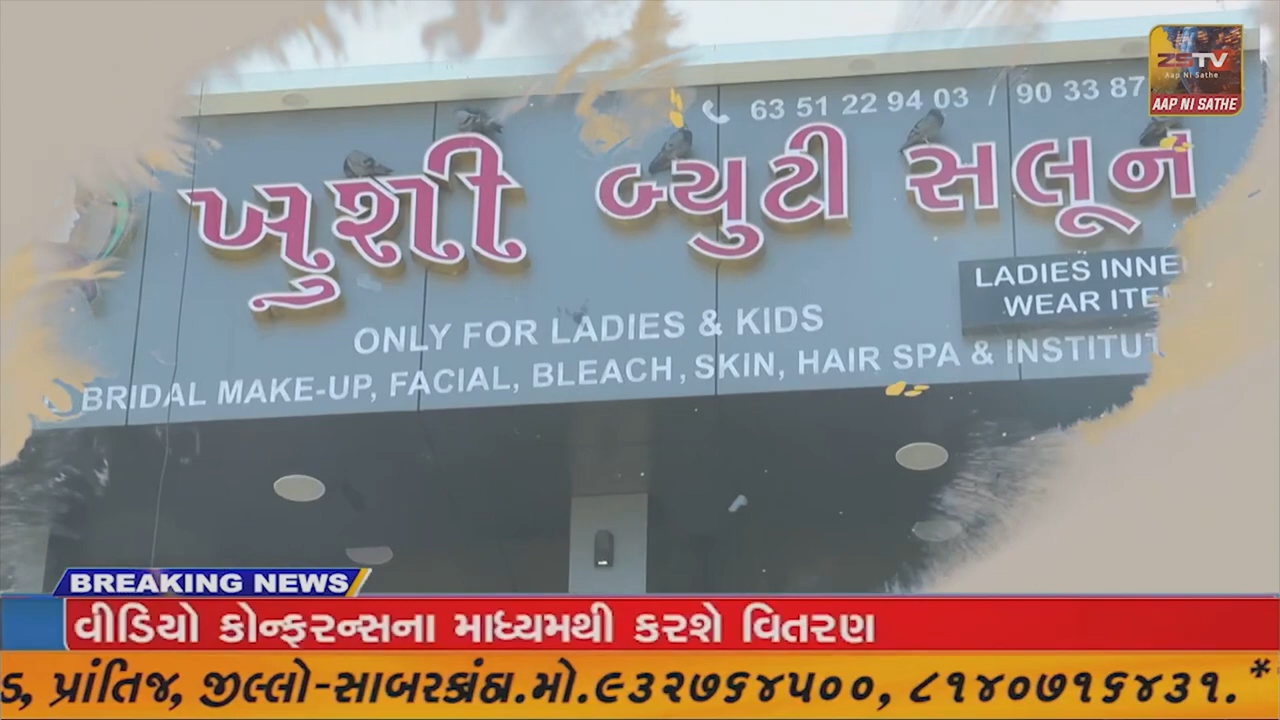 ZSTV
Aap Ni Sathe
AAP NI SATHE
63 51 22 94 03 / 90 33 87
ખુશી બ્યુટી સલૂન
LADIES INNE
WEAR ITE
ONLY FOR LADIES & KIDS
BRIDAL MAKE-UP, FACIAL, BLEACH, SKIN, HAIR SPA & INSTITUT
BREAKING NEWS
વીડિયો કોન્ફરન્સના માધ્યમથી કરશે વિતરણ
ડ, પ્રાંતિજ, જીલ્લો-સાબરકાંઠા.મો.૯૩૨૭૬૪૫૦૦, ૮૧૪૦૭૧૬૪૩૧. *